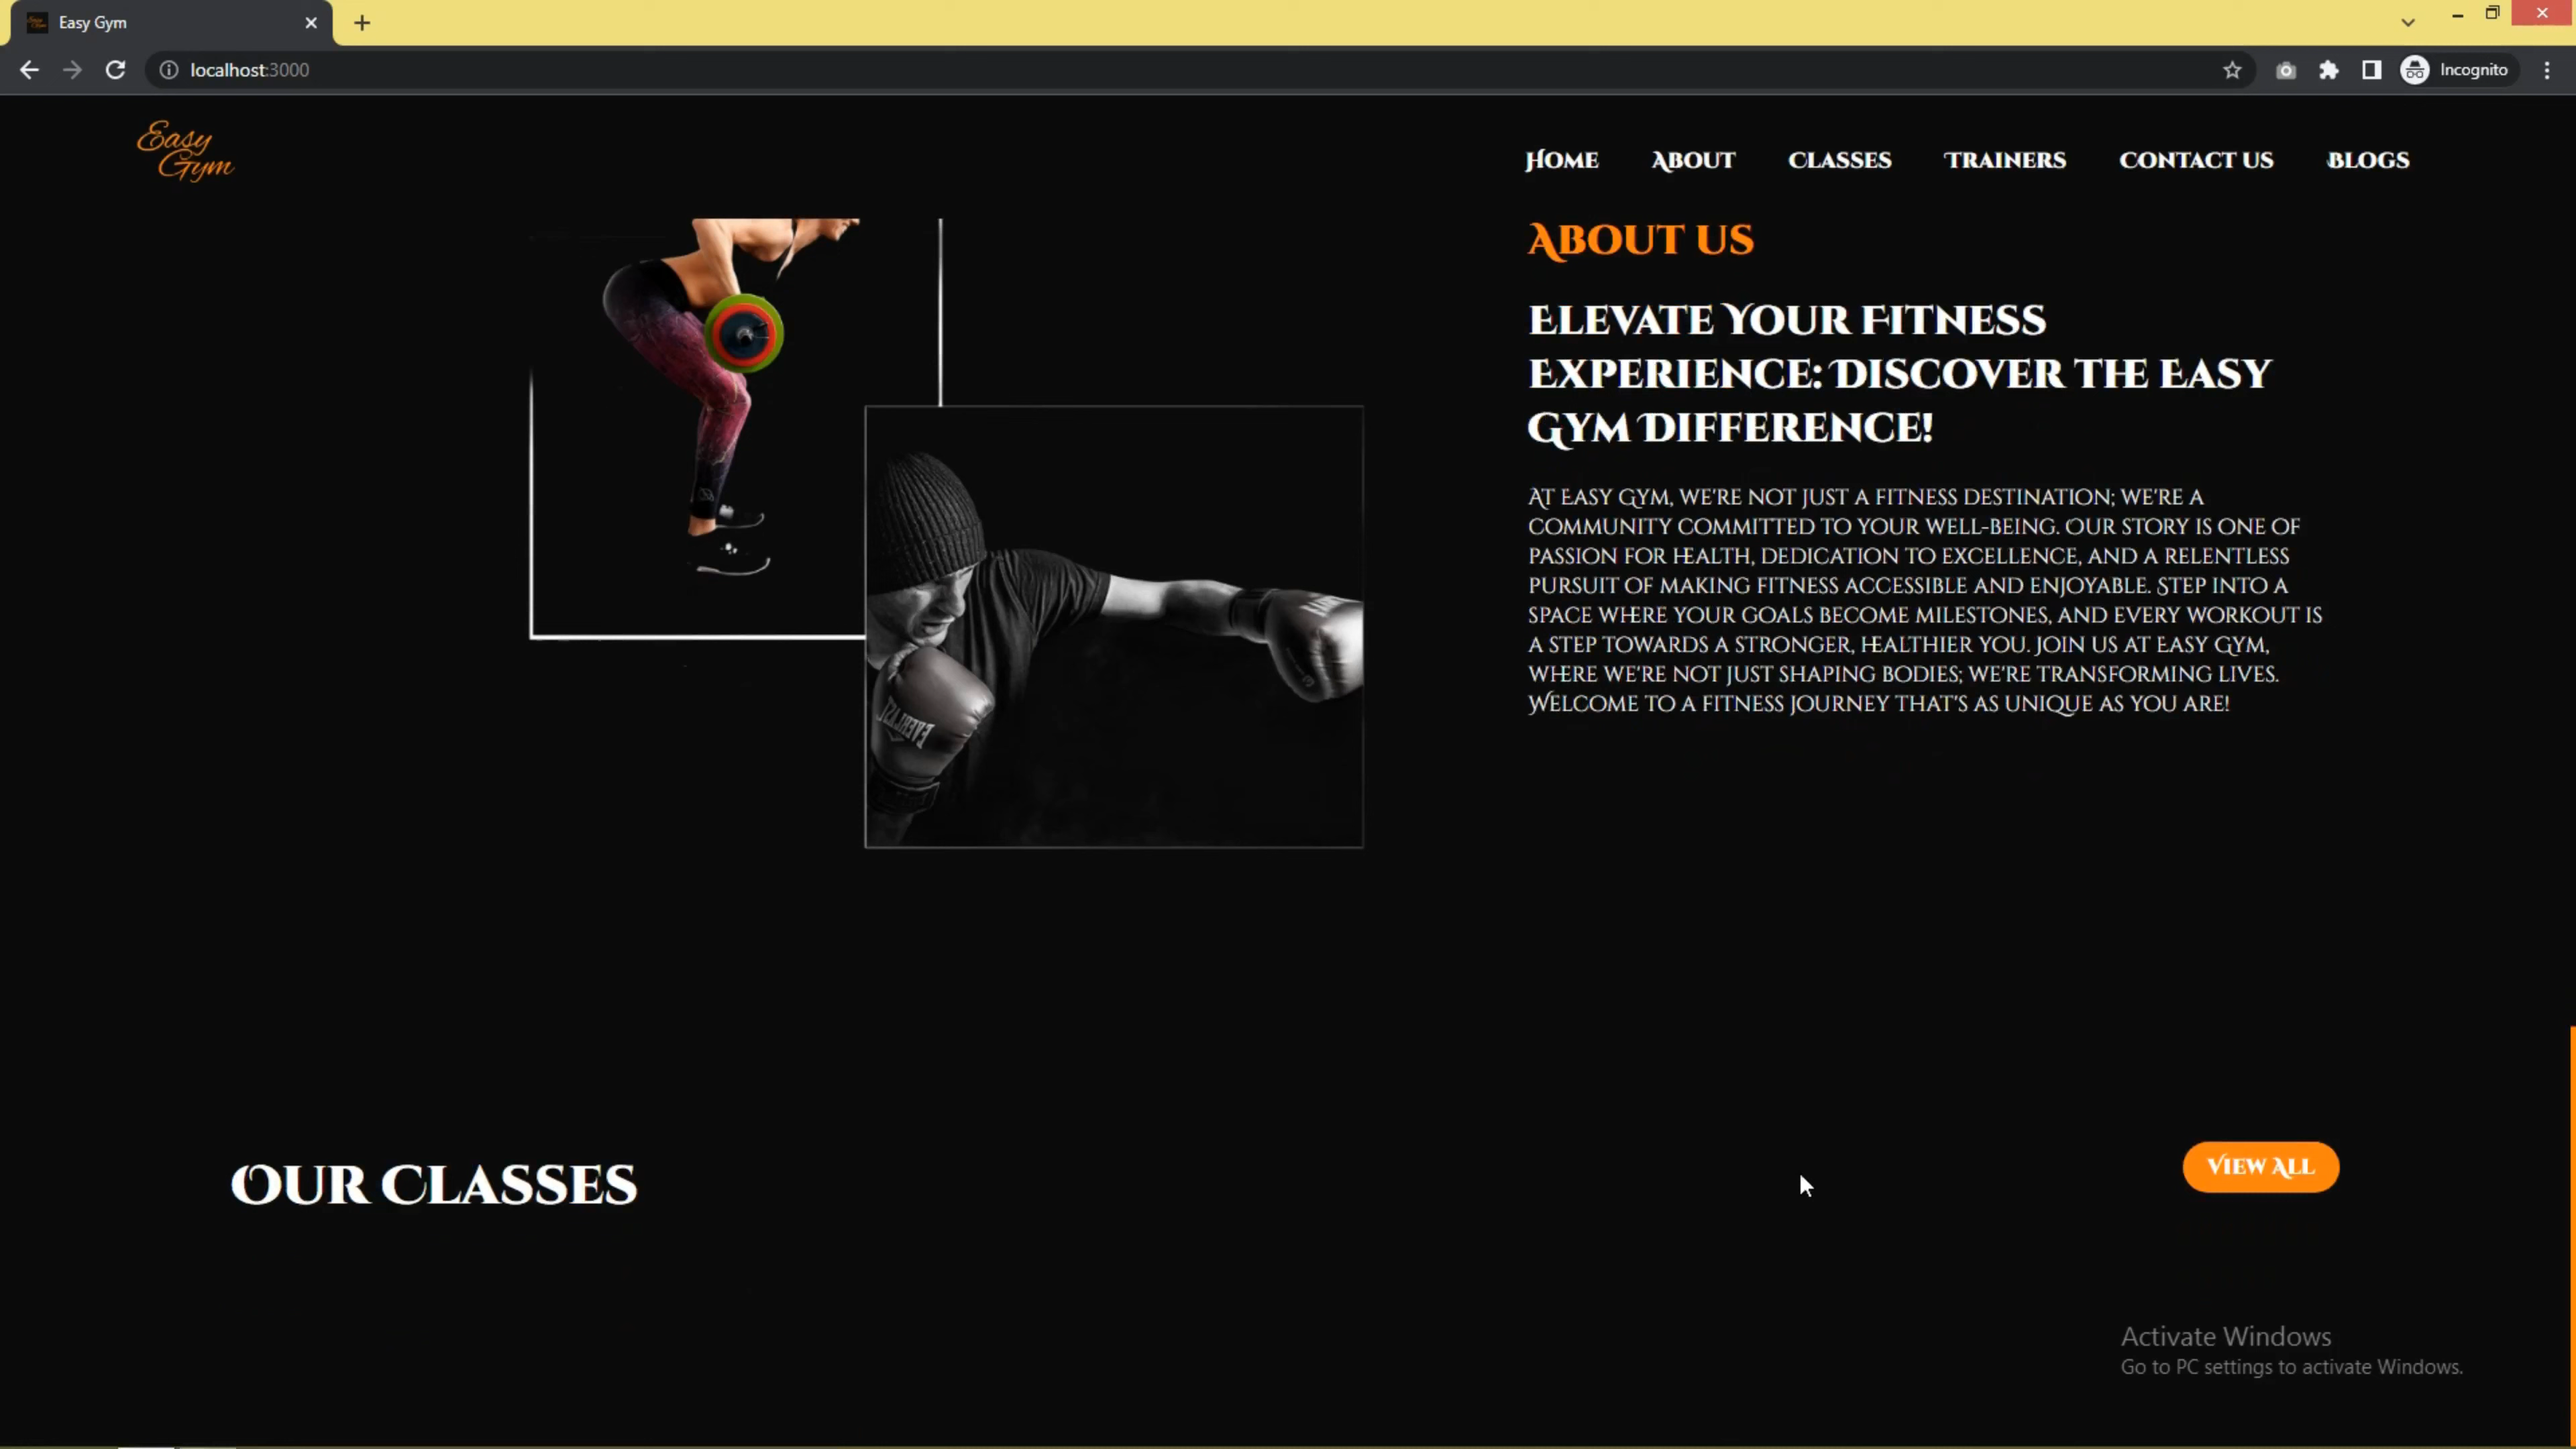 Easy Gym
localhost:3000
Incognito
Easy
Gym
Home About Classes Trainers Contact us Blogs
About us
Elevate Your Fitness
Experience: Discover the Easy
Gym Difference!
At Easy Gym, we're not just a fitness destination; we're a
community committed to your well-being. Our story is one of
passion for health, dedication to excellence, and a relentless
pursuit of making fitness accessible and enjoyable. Step into a
space where your goals become milestones, and every workout is
a step towards a stronger, healthier you. Join us at Easy Gym,
where we're not just shaping bodies; we're transforming lives.
Welcome to a fitness journey that's as unique as you are!
EVERLAST
Our Classes
View All
Activate Windows
Go to PC settings to activate Windows.